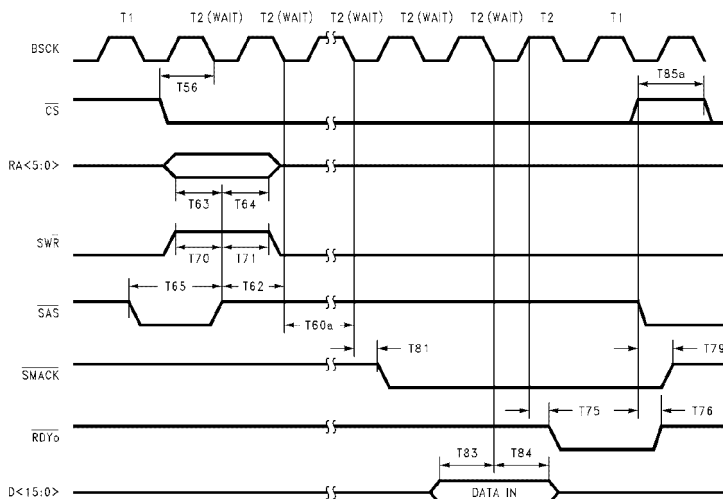 T1 T2 (WAIT) T2 (WAIT) T2 (WAIT) T2 (WAIT) T2 (WAIT) T2 T1
BSCK
T56 T85a
CS
RA<5:0>
T63 T64
SWR
T70 T71
T65 T62
SAS
T60a
T81 T79
SMACK
T75 T76
RDYo
T83 T84
D<15:0> DATA IN